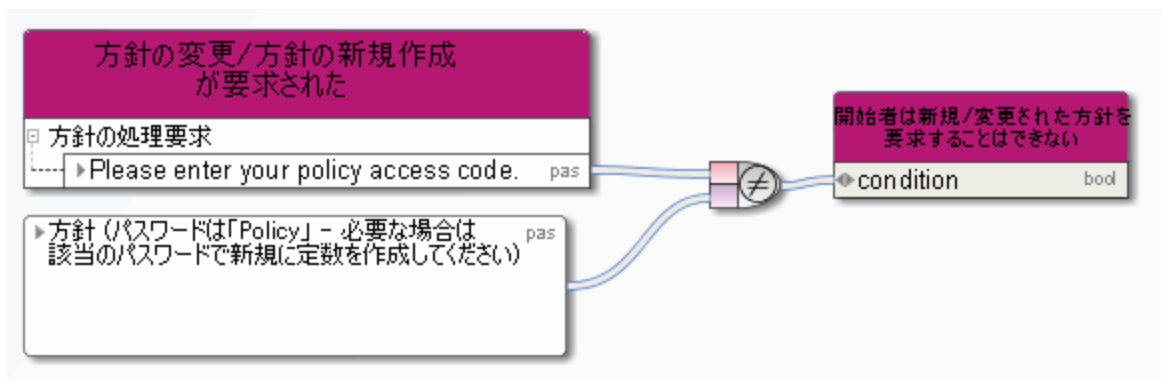 方針の変更/方針の新規作成
が要求された
方針の処理要求
Please enter your policy access code. pas
方針 (パスワードは「Policy」 - 必要な場合は pas
該当のパスワードで新規に定数を作成してください)
≠
開始者は新規/変更された方針を
要求することはできない
condition bool